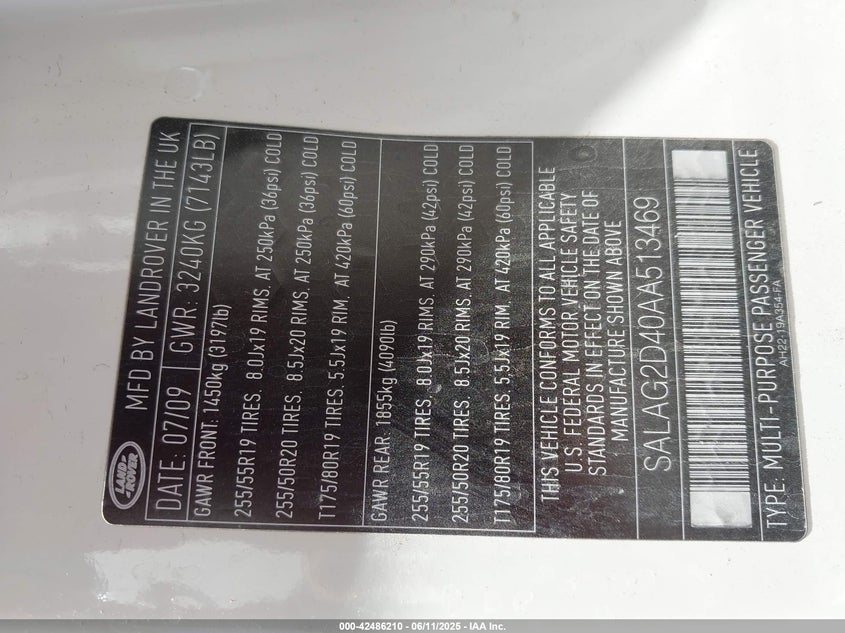 LAND
ROVER
MFD BY LANDROVER IN THE UK
DATE: 07/09 GWR: 3240KG (7143LB)
GAWR FRONT: 1450kg (3197lb)
255/55R19 TIRES. 8.0Jx19 RIMS. AT 250kPa (36psi) COLD
255/50R20 TIRES. 8.5Jx20 RIMS. AT 250kPa (36psi) COLD
T175/80R19 TIRES. 5.5Jx19 RIM. AT 420kPa (60psi) COLD
GAWR REAR: 1855kg (4090lb)
255/55R19 TIRES. 8.0Jx19 RIMS. AT 290kPa (42psi) COLD
255/50R20 TIRES. 8.5Jx20 RIMS. AT 290kPa (42psi) COLD
T175/80R19 TIRES. 5.5Jx19 RIM. AT 420kPa (60psi) COLD
THIS VEHICLE CONFORMS TO ALL APPLICABLE
U.S. FEDERAL MOTOR VEHICLE SAFETY
STANDARDS IN EFFECT ON THE DATE OF
MANUFACTURE SHOWN ABOVE
SALAG2D40AA513469
TYPE: MULTI-PURPOSE PASSENGER VEHICLE
AH22-19A354-FA
000-42486210 - 06/11/2025 - IAA Inc.